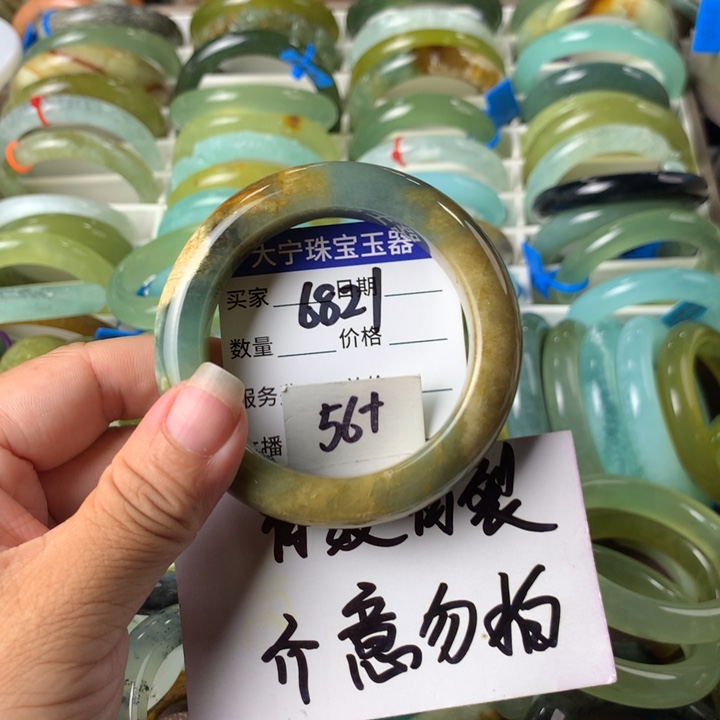 大宁珠宝玉器
买家 6821 日期
数量 价格
服务
56+
播
介意勿拍